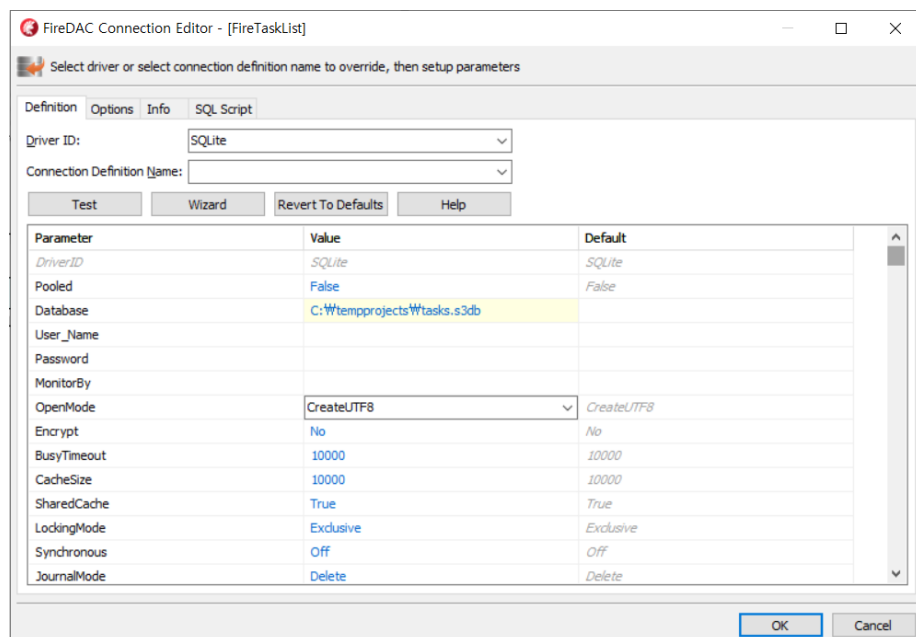 FireDAC Connection Editor - [FireTaskList]
Select driver or select connection definition name to override, then setup parameters
Definition Options Info SQL Script
Driver ID: SQLite
Connection Definition Name:
Test Wizard Revert To Defaults Help
Parameter Value Default
DriverID SQLite SQLite
Pooled False False
Database C:₩tempprojects₩tasks.s3db
User_Name
Password
MonitorBy
OpenMode CreateUTF8 CreateUTF8
Encrypt No No
BusyTimeout 10000 10000
CacheSize 10000 10000
SharedCache True True
LockingMode Exclusive Exclusive
Synchronous Off Off
JournalMode Delete Delete
OK Cancel